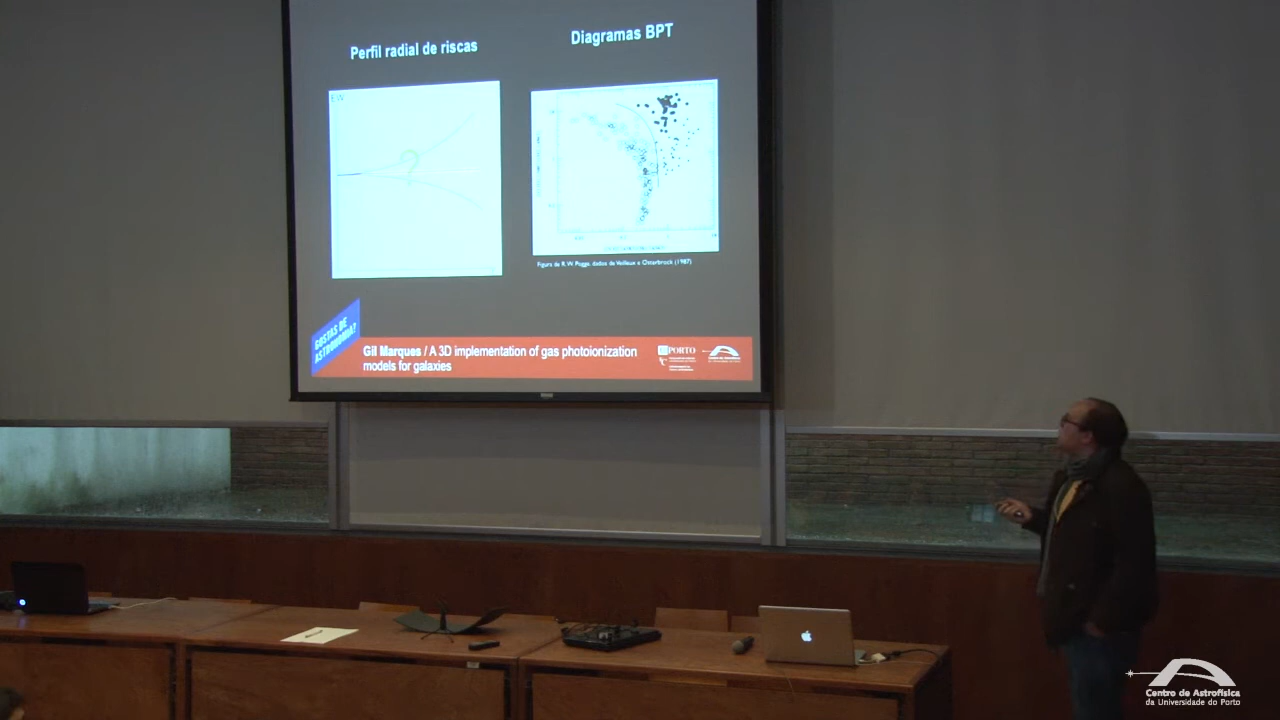 Perfil radial de riscas
Diagramas BPT
EW
Figura de R. W. Pogge, dados de Veilleux e Osterbrock (1987)
GOSTAS DE
ASTRONOMIA?
Gil Marques / A 3D implementation of gas photoionization
models for galaxies
PORTO
Centro de Astrofísica
da Universidade do Porto